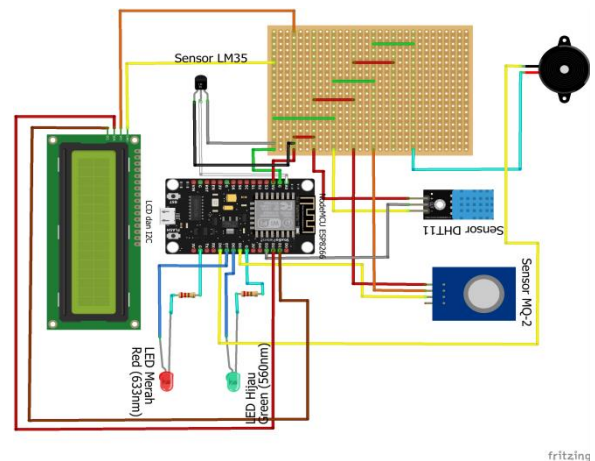 Sensor LM35
LCD dan I2C
NodeMCU ESP8266
Sensor DHT11
Sensor MQ-2
LED Merah
Red (633nm)
LED Hijau
Green (560nm)
fritzing